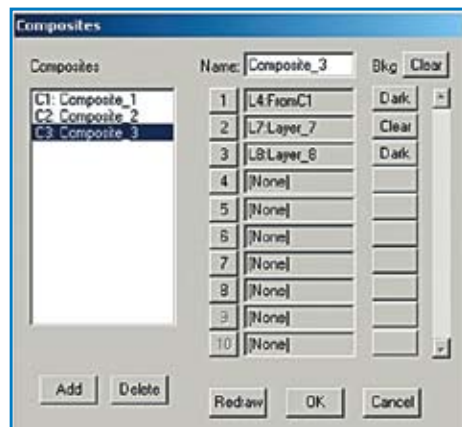 Composites
Composites
C1: Composite_1
C2: Composite_2
C3: Composite_3
Add Delete
Name: Composite_3 Bkg Clear
1 L4:FromC1 Dark
2 L7:Layer_7 Clear
3 L8:Layer_8 Dark
4 [None]
5 [None]
6 [None]
7 [None]
8 [None]
9 [None]
10 [None]
Redraw OK Cancel